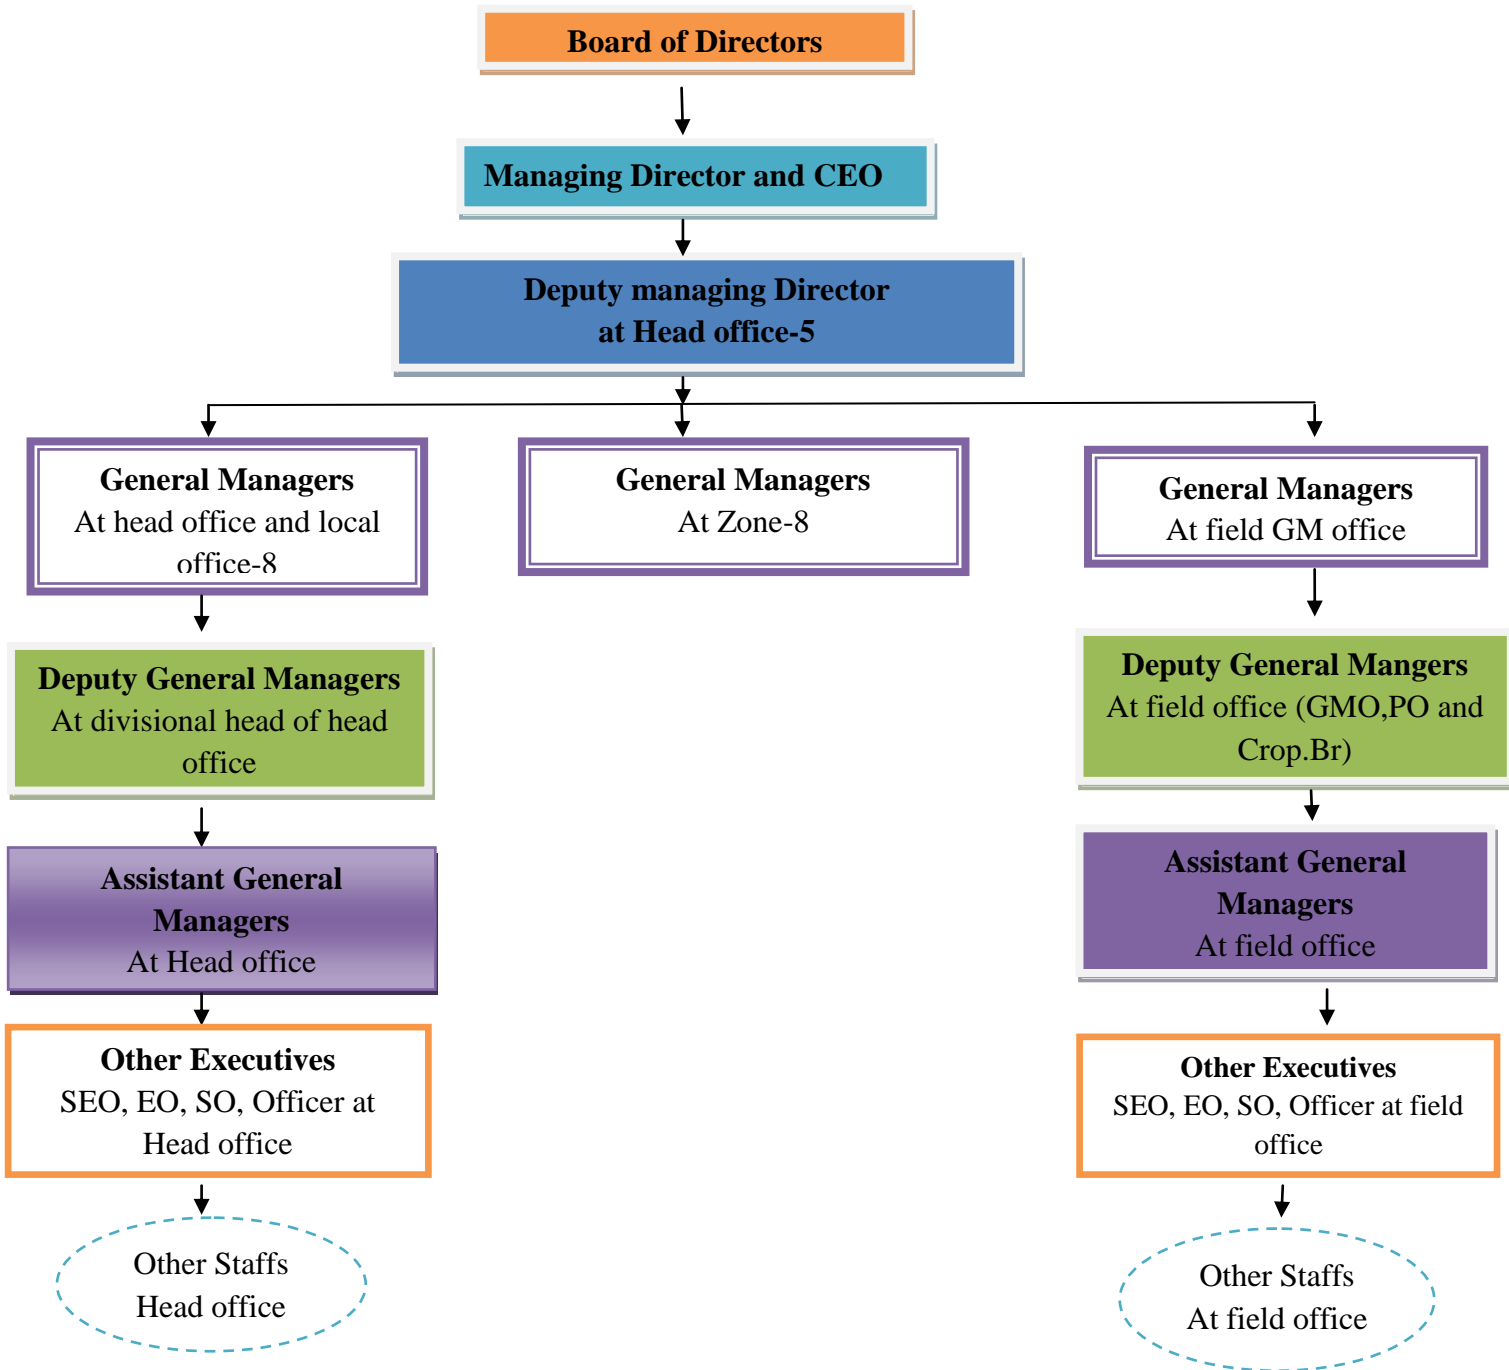 Board of Directors
Managing Director and CEO
Deputy managing Director
at Head office-5
General Managers
At head office and local
office-8
General Managers
At Zone-8
General Managers
At field GM office
Deputy General Managers
At divisional head of head
office
Deputy General Mangers
At field office (GMO,PO and
Crop.Br)
Assistant General
Managers
At Head office
Assistant General
Managers
At field office
Other Executives
SEO, EO, SO, Officer at
Head office
Other Executives
SEO, EO, SO, Officer at field
office
Other Staffs
Head office
Other Staffs
At field office